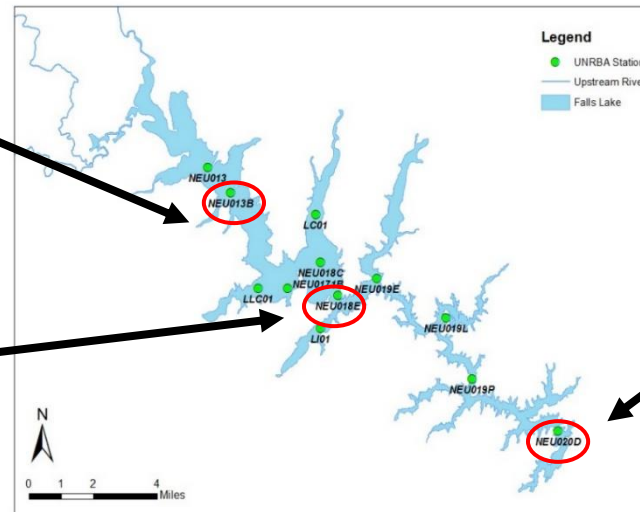 Legend
UNRBA Station
Upstream Rive
Falls Lake
NEU013
NEU013B
LC01
NEU018C
NEU0171B
LLC01
NEU019E
NEU018E
LI01
NEU019L
NEU019P
NEU020D
N
0 1 2 4
Miles